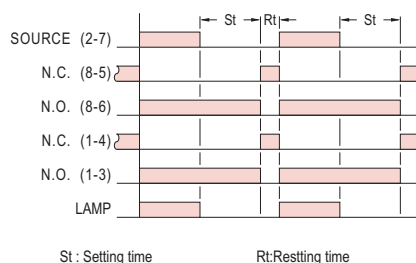 St Rt St
SOURCE (2-7)
N.C. (8-5)
N.O. (8-6)
N.C. (1-4)
N.O. (1-3)
LAMP
St : Setting time Rt:Restting time